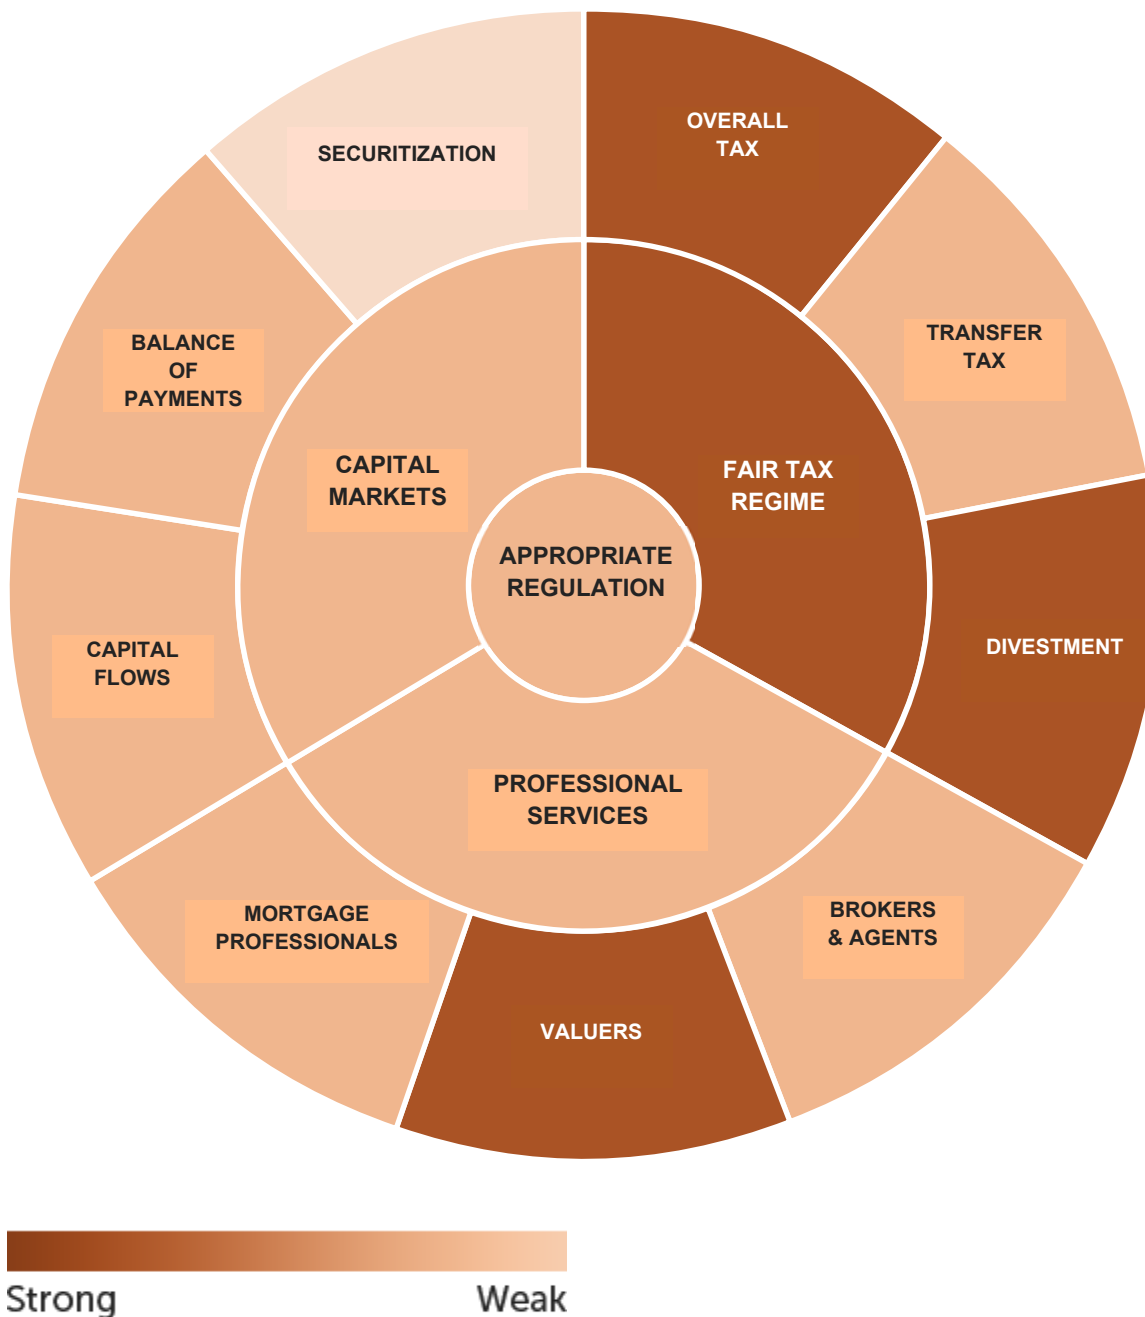 OVERALL
TAX
SECURITIZATION
TRANSFER
TAX
BALANCE
OF
PAYMENTS
CAPITAL
MARKETS
FAIR TAX
REGIME
APPROPRIATE
REGULATION
CAPITAL
FLOWS
DIVESTMENT
PROFESSIONAL
SERVICES
MORTGAGE
PROFESSIONALS
BROKERS
& AGENTS
VALUERS
Strong
Weak